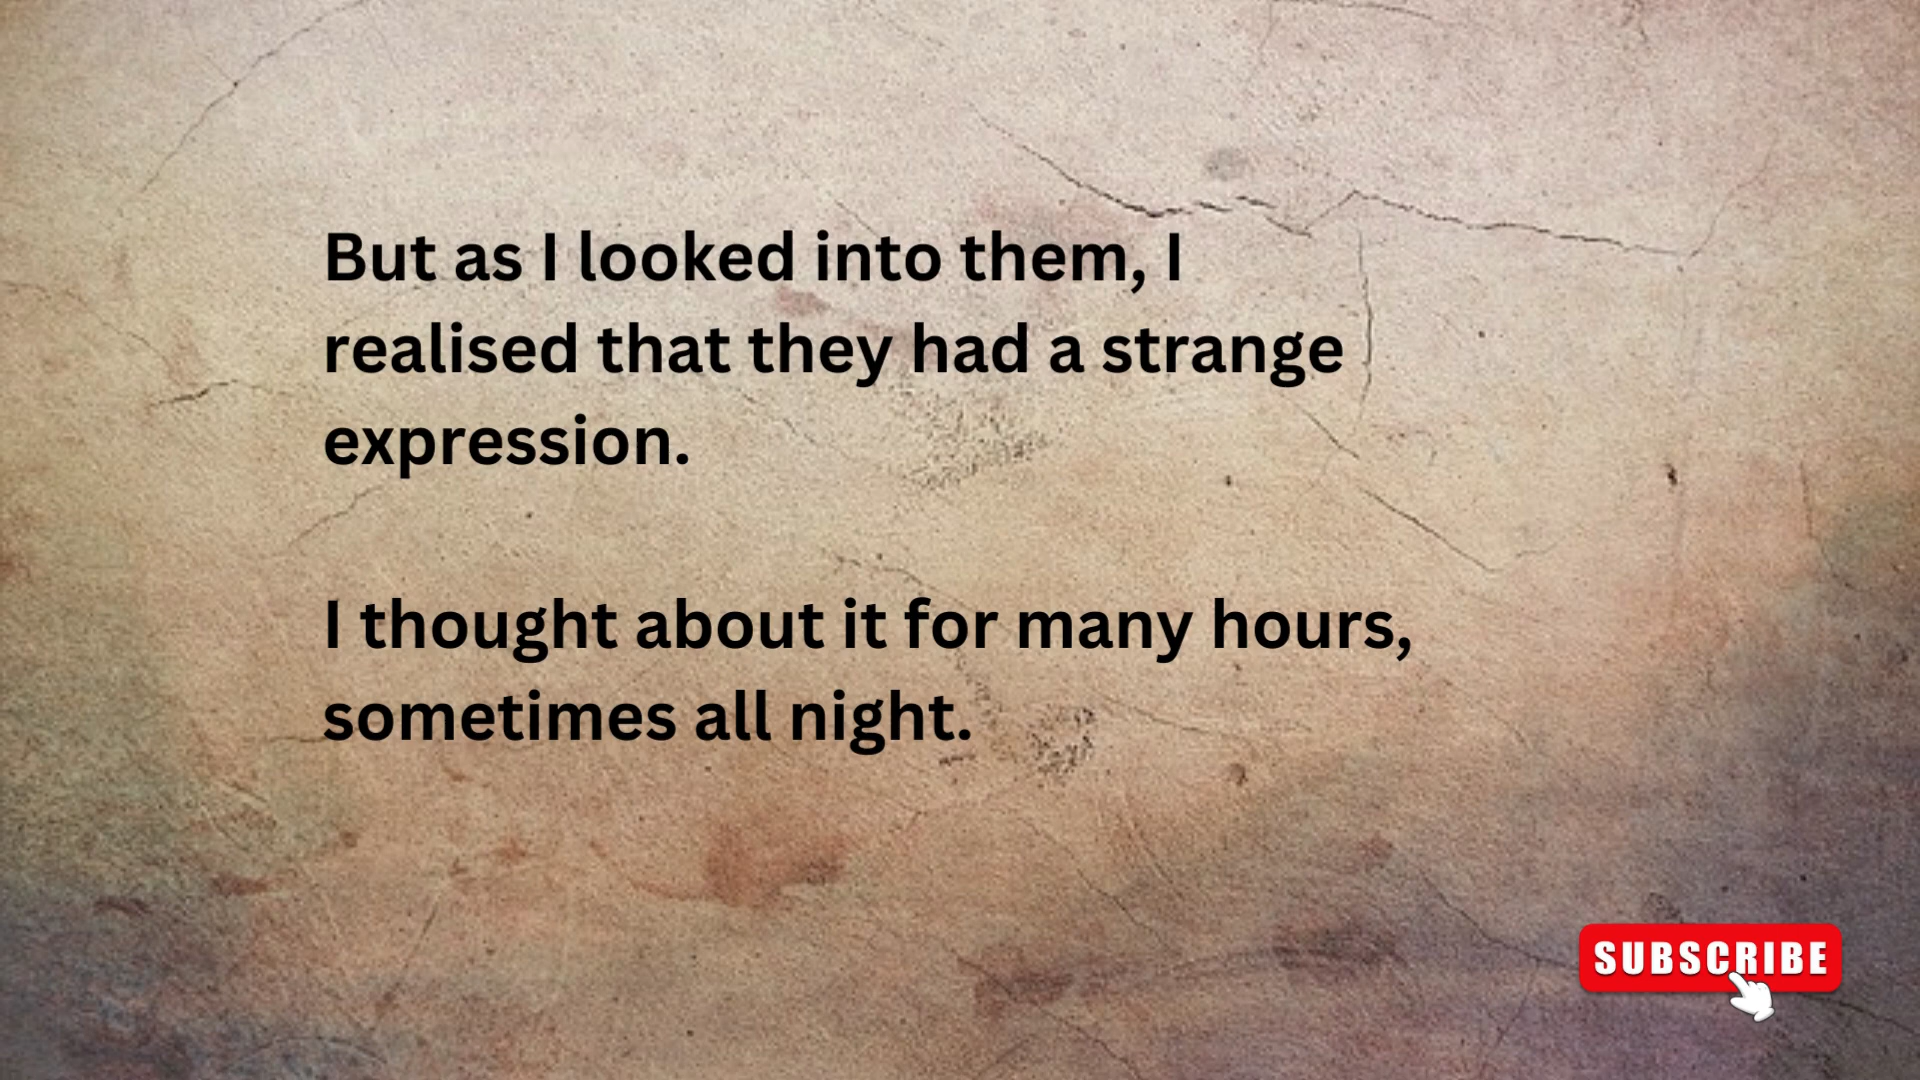 But as I looked into them, I
realised that they had a strange
expression.
I thought about it for many hours,
sometimes all night.
SUBSCRIBE